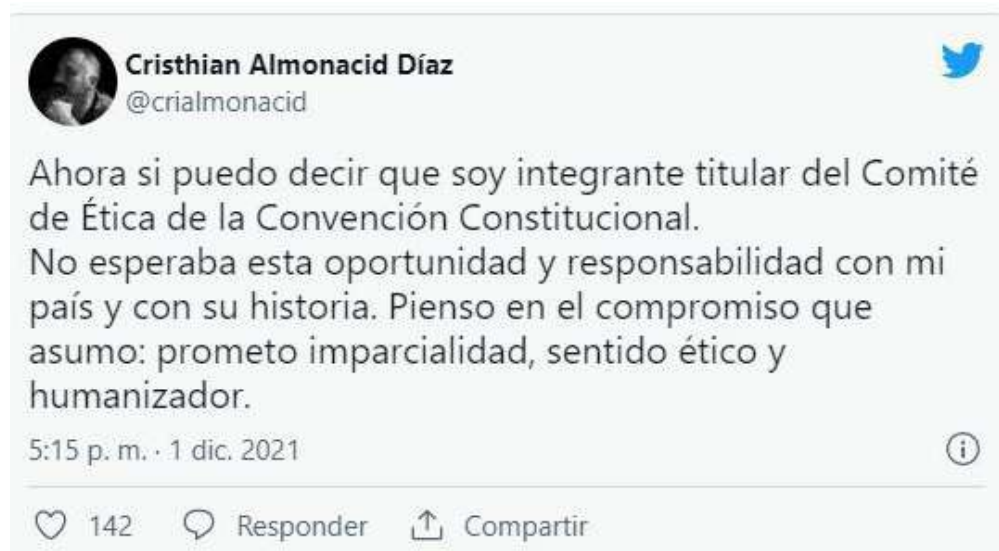 Cristhian Almonacid Díaz
@crialmonacid
Ahora si puedo decir que soy integrante titular del Comité
de Ética de la Convención Constitucional.
No esperaba esta oportunidad y responsabilidad con mi
país y con su historia. Pienso en el compromiso que
asumo: prometo imparcialidad, sentido ético y
humanizador.
5:15 p. m. · 1 dic. 2021
142 Responder Compartir